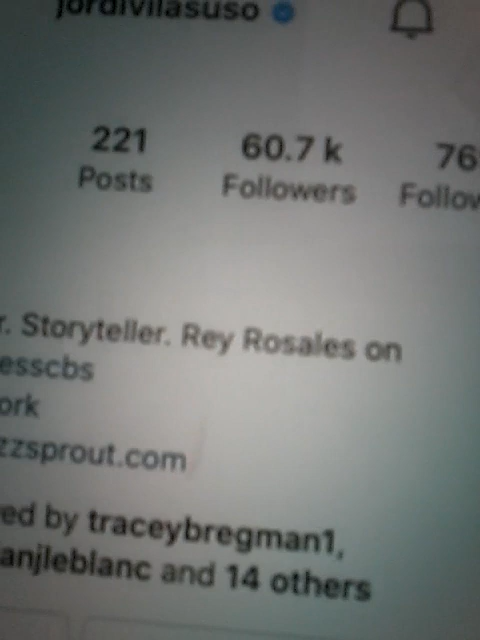 jordivilasuso
221 60.7 k 76
Posts Followers Follow
r. Storyteller. Rey Rosales on
esscbs
ork
zzsprout.com
ed by traceybregman1,
anjleblanc and 14 others